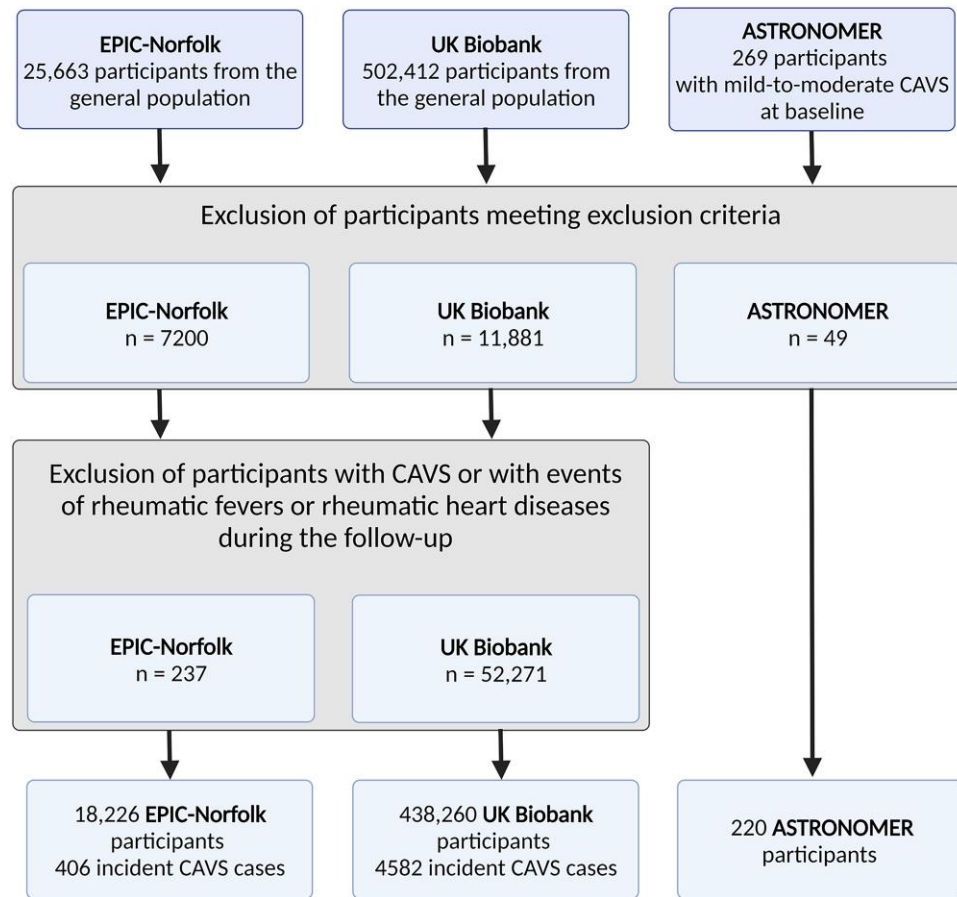 EPIC-Norfolk
25,663 participants from the
general population
UK Biobank
502,412 participants from
the general population
ASTRONOMER
269 participants
with mild-to-moderate CAVS
at baseline
Exclusion of participants meeting exclusion criteria
EPIC-Norfolk
n = 7200
UK Biobank
n = 11,881
ASTRONOMER
n = 49
Exclusion of participants with CAVS or with events
of rheumatic fevers or rheumatic heart diseases
during the follow-up
EPIC-Norfolk
n = 237
UK Biobank
n = 52,271
18,226 EPIC-Norfolk
participants
406 incident CAVS cases
438,260 UK Biobank
participants
4582 incident CAVS cases
220 ASTRONOMER
participants